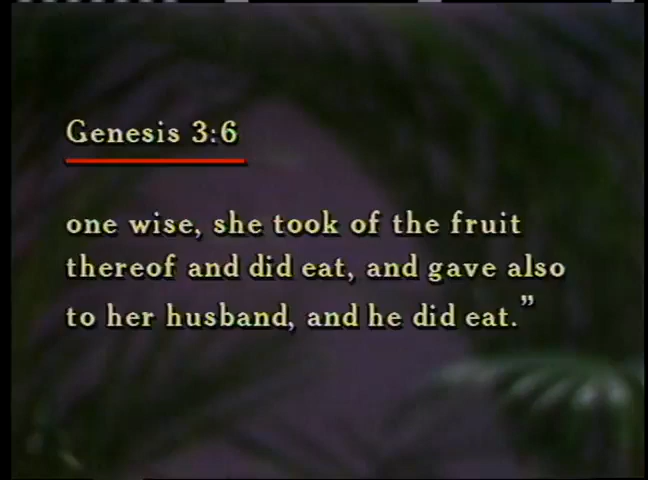 Genesis 3:6
one wise, she took of the fruit
thereof and did eat, and gave also
to her husband, and he did eat.”